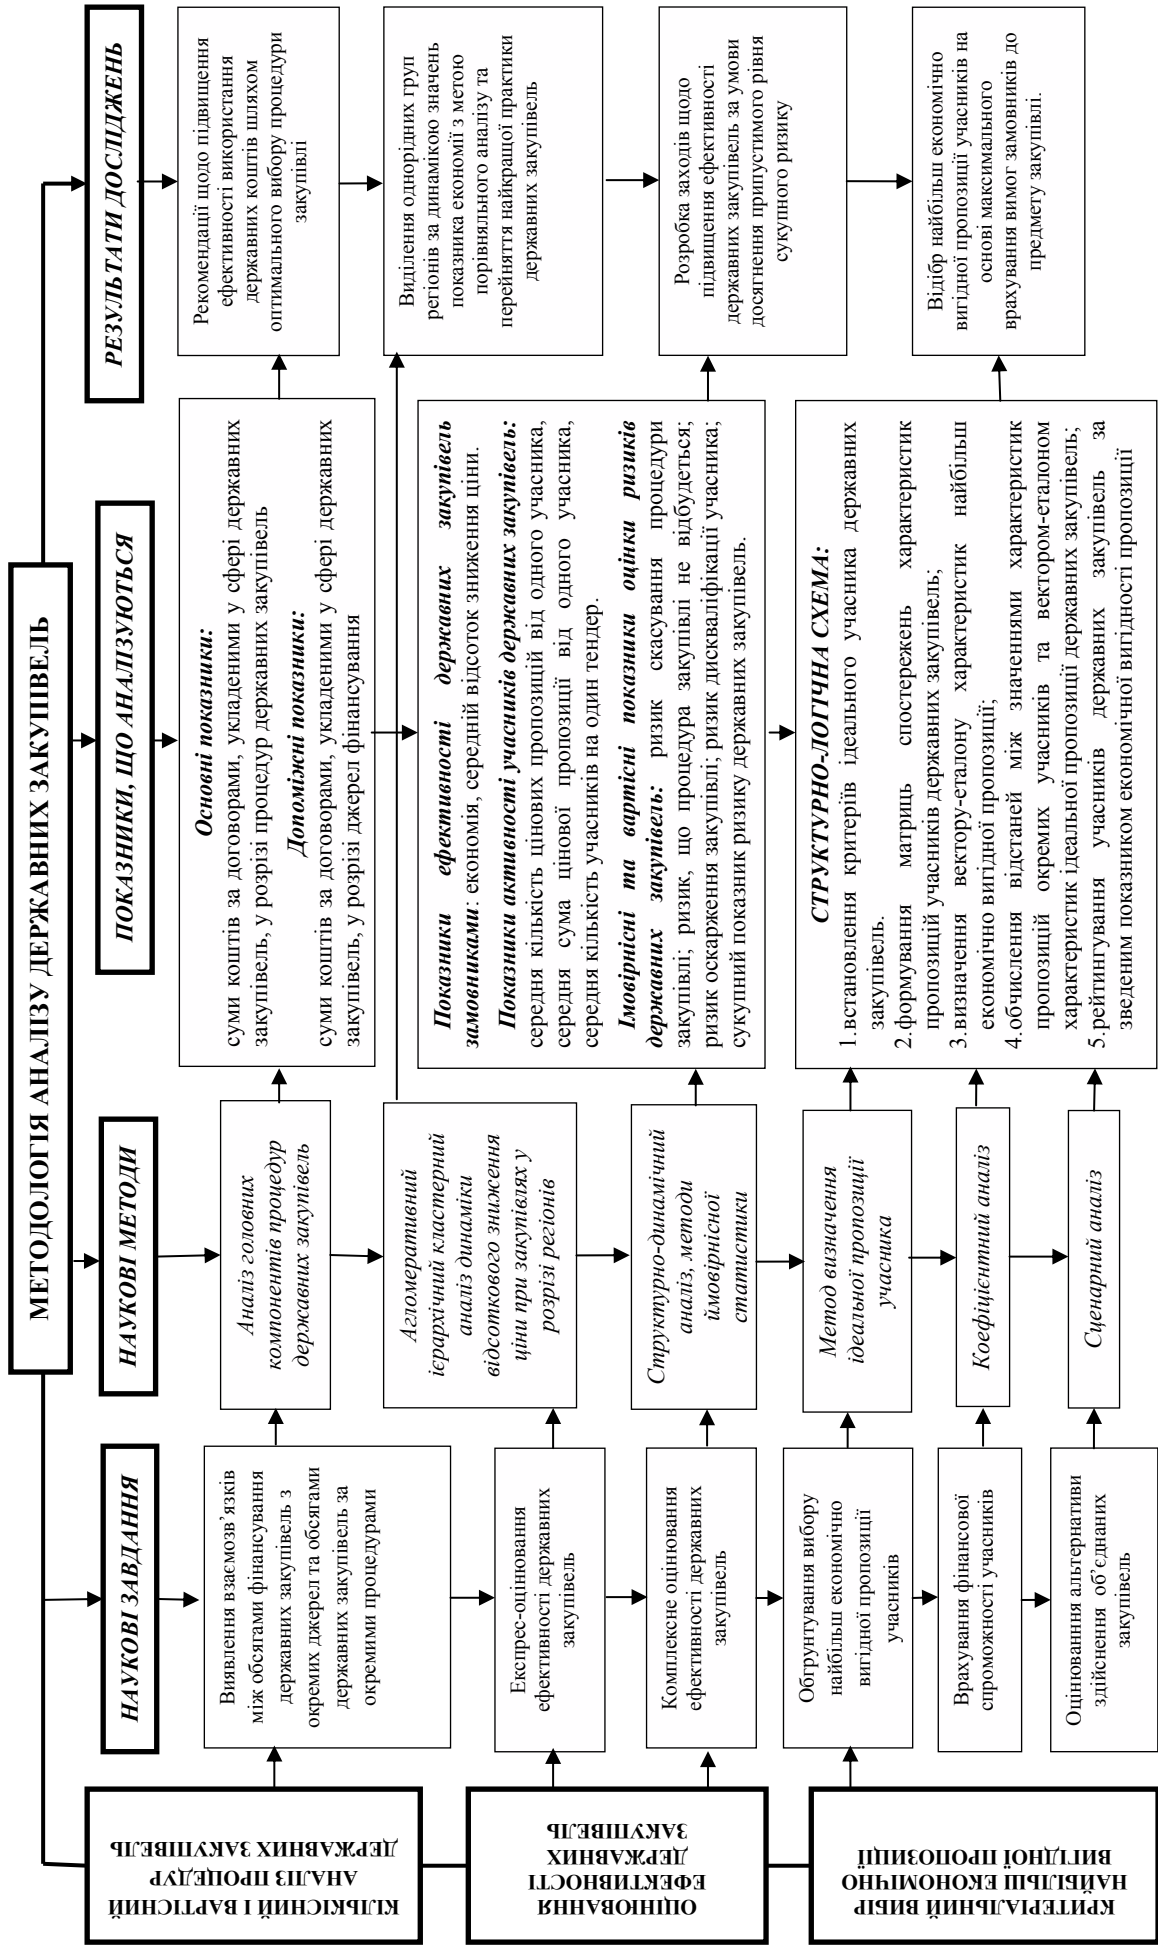 МЕТОДОЛОГІЯ АНАЛІЗУ ДЕРЖАВНИХ ЗАКУПІВЕЛЬ
НАУКОВІ ЗАВДАННЯ
НАУКОВІ МЕТОДИ
ПОКАЗНИКИ, ЩО АНАЛІЗУЮТЬСЯ
РЕЗУЛЬТАТИ ДОСЛІДЖЕНЬ
КІЛЬКІСНИЙ І ВАРТІСНИЙ
АНАЛІЗ ПРОЦЕДУР
ДЕРЖАВНИХ ЗАКУПІВЕЛЬ
Виявлення взаємозв’язків
між обсягами фінансування
державних закупівель з
окремих джерел та обсягами
державних закупівель за
окремими процедурами
Аналіз головних
компонентів процедур
державних закупівель
Основні показники:
суми коштів за договорами, укладеними у сфері державних
закупівель, у розрізі процедур державних закупівель
Допоміжні показники:
суми коштів за договорами, укладеними у сфері державних
закупівель, у розрізі джерел фінансування
Рекомендації щодо підвищення
ефективності використання
державних коштів шляхом
оптимального вибору процедури
закупівлі
ОЦІНЮВАННЯ
ЕФЕКТИВНОСТІ
ДЕРЖАВНИХ
ЗАКУПІВЕЛЬ
Експрес-оцінювання
ефективності державних
закупівель
Агломеративний
ієрархічний кластерний
аналіз динаміки
відсоткового зниження
ціни при закупівлях у
розрізі регіонів
Виділення однорідних груп
регіонів за динамікою значень
показника економії з метою
порівняльного аналізу та
перейняття найкращої практики
державних закупівель
Комплексне оцінювання
ефективності державних
закупівель
Структурно-динамічний
аналіз, методи
ймовірнісної
статистики
Показники ефективності державних закупівель
замовниками: економія, середній відсоток зниження ціни.
Показники активності учасників державних закупівель:
середня кількість цінових пропозицій від одного учасника,
середня сума цінової пропозиції від одного учасника,
середня кількість учасників на один тендер.
Імовірнісні та вартісні показники оцінки ризиків
державних закупівель: ризик скасування процедури
закупівлі; ризик, що процедура закупівлі не відбудеться;
ризик оскарження закупівлі; ризик дискваліфікації учасника;
сукупний показник ризику державних закупівель.
Розробка заходів щодо
підвищення ефективності
державних закупівель за умови
досягнення припустимого рівня
сукупного ризику
КРИТЕРІАЛЬНИЙ ВИБІР
НАЙБІЛЬШ ЕКОНОМІЧНО
ВИГІДНОЇ ПРОПОЗИЦІЇ
Обґрунтування вибору
найбільш економічно
вигідної пропозиції
учасників
Метод визначення
ідеальної пропозиції
учасника
СТРУКТУРНО-ЛОГІЧНА СХЕМА:
1.встановлення критеріїв ідеального учасника державних
закупівель.
2.формування матриць спостережень характеристик
пропозицій учасників державних закупівель;
3.визначення вектору-еталону характеристик найбільш
економічно вигідної пропозиції;
4.обчислення відстаней між значеннями характеристик
пропозицій окремих учасників та вектором-еталоном
характеристик ідеальної пропозиції державних закупівель;
5.рейтингування учасників державних закупівель за
зведеним показником економічної вигідності пропозиції
Відбір найбільш економічно
вигідної пропозиції учасників на
основі максимального
врахування вимог замовників до
предмету закупівлі.
Врахування фінансової
спроможності учасників
Коефіцієнтний аналіз
Оцінювання альтернативи
здійснення об’єднаних
закупівель
Сценарний аналіз